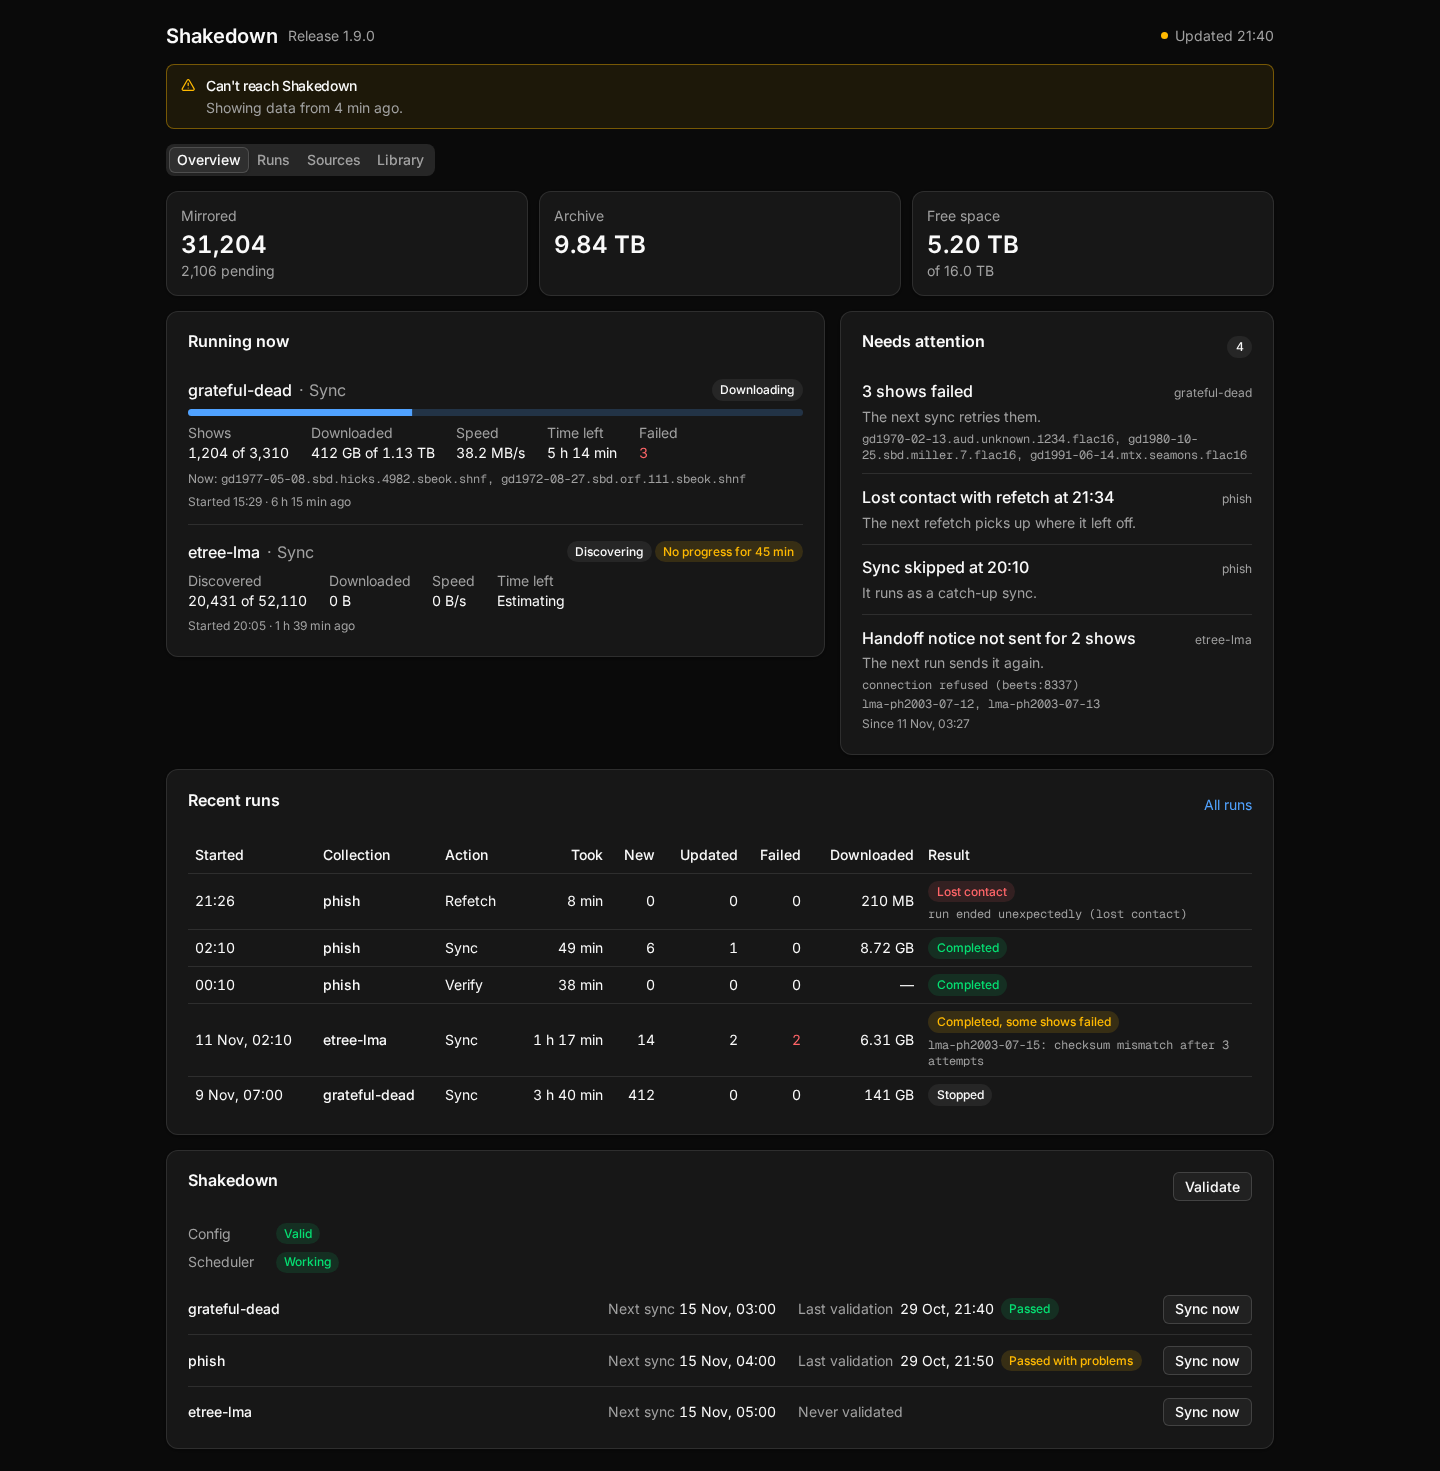 Shakedown Release 1.9.0
Updated 21:40
Can't reach Shakedown
Showing data from 4 min ago.
Overview Runs Sources Library
Mirrored
31,204
2,106 pending
Archive
9.84 TB
Free space
5.20 TB
of 16.0 TB
Running now
grateful-dead · Sync
Downloading
Shows Downloaded Speed Time left Failed
1,204 of 3,310 412 GB of 1.13 TB 38.2 MB/s 5 h 14 min 3
Now: gd1977-05-08.sbd.hicks.4982.sbeok.shnf, gd1972-08-27.sbd.orf.111.sbeok.shnf
Started 15:29 · 6 h 15 min ago
etree-lma · Sync
Discovering No progress for 45 min
Discovered Downloaded Speed Time left
20,431 of 52,110 0 B 0 B/s Estimating
Started 20:05 · 1 h 39 min ago
Needs attention
4
3 shows failed
grateful-dead
The next sync retries them.
gd1970-02-13.aud.unknown.1234.flac16, gd1980-10-
25.sbd.miller.7.flac16, gd1991-06-14.mtx.seamons.flac16
Lost contact with refetch at 21:34
phish
The next refetch picks up where it left off.
Sync skipped at 20:10
phish
It runs as a catch-up sync.
Handoff notice not sent for 2 shows
etree-lma
The next run sends it again.
connection refused (beets:8337)
lma-ph2003-07-12, lma-ph2003-07-13
Since 11 Nov, 03:27
Recent runs
All runs
Started Collection Action Took New Updated Failed Downloaded Result
21:26 phish Refetch 8 min 0 0 0 210 MB Lost contact
run ended unexpectedly (lost contact)
02:10 phish Sync 49 min 6 1 0 8.72 GB Completed
00:10 phish Verify 38 min 0 0 0 — Completed
11 Nov, 02:10 etree-lma Sync 1 h 17 min 14 2 2 6.31 GB Completed, some shows failed
lma-ph2003-07-15: checksum mismatch after 3
attempts
9 Nov, 07:00 grateful-dead Sync 3 h 40 min 412 0 0 141 GB Stopped
Shakedown
Validate
Config Valid
Scheduler Working
grateful-dead Next sync 15 Nov, 03:00 Last validation 29 Oct, 21:40 Passed Sync now
phish Next sync 15 Nov, 04:00 Last validation 29 Oct, 21:50 Passed with problems Sync now
etree-lma Next sync 15 Nov, 05:00 Never validated Sync now